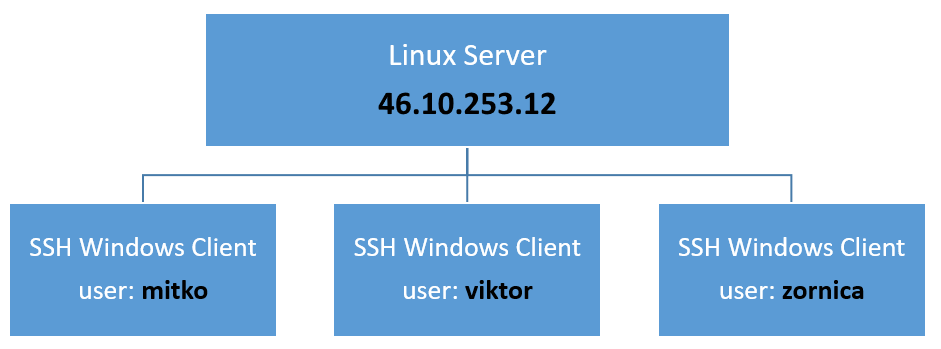 Linux Server
46.10.253.12
SSH Windows Client
user: mitko
SSH Windows Client
user: viktor
SSH Windows Client
user: zornica